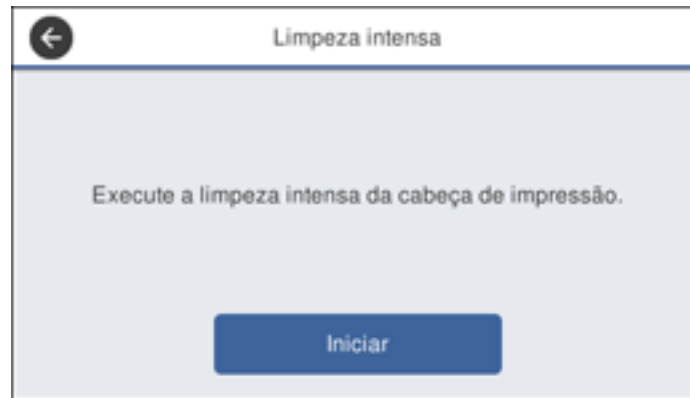 Limpeza intensa
Execute a limpeza intensa da cabeça de impressão.
Iniciar